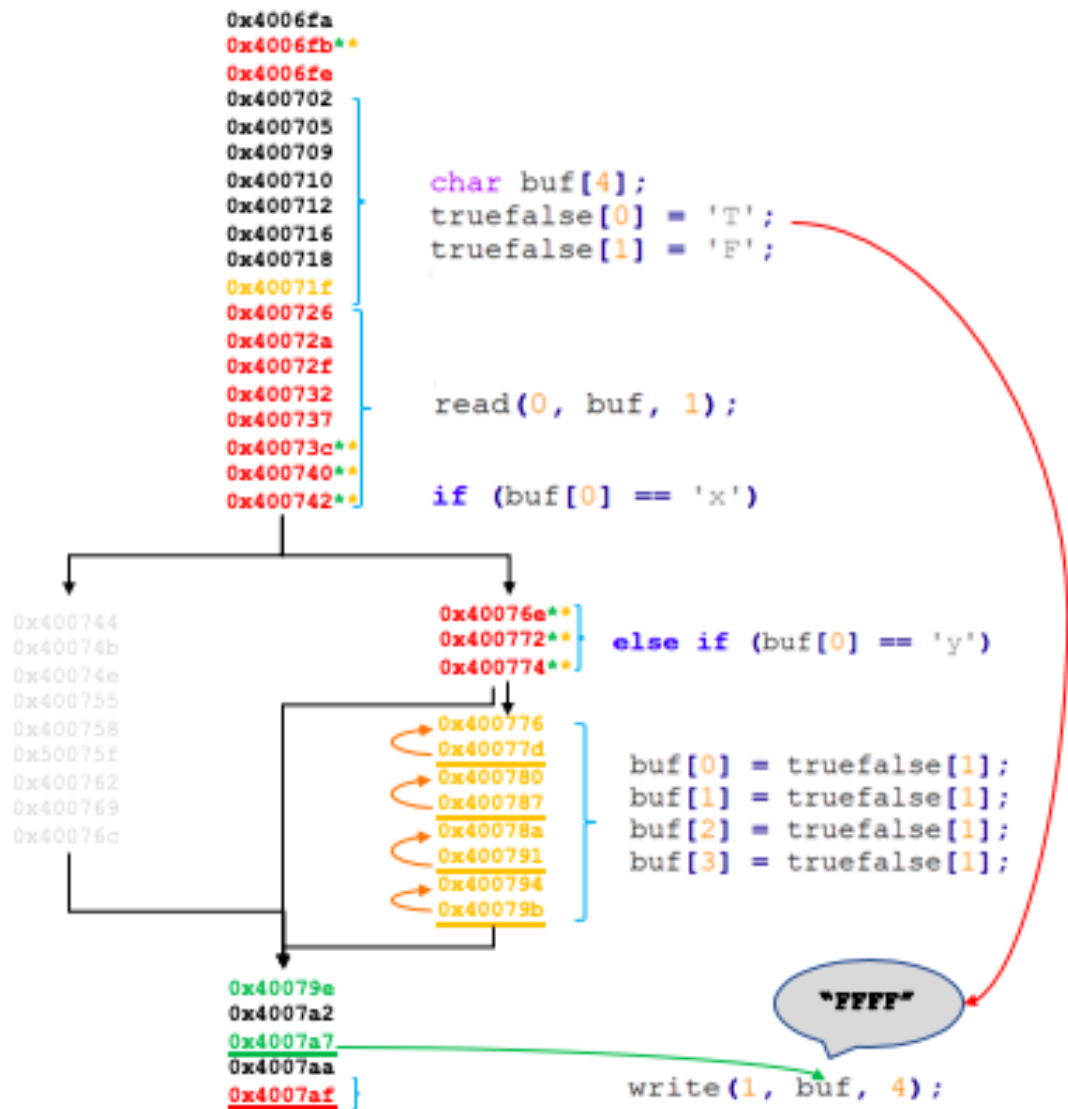 0x4006fa
0x4006fb**
0x4006fe
0x400702
0x400705
0x400709
0x400710
0x400712
0x400716
0x400718
0x40071f
char buf[4];
truefalse[0] = 'T';
truefalse[1] = 'F';
0x400726
0x40072a
0x40072f
0x400732
0x400737
0x40073c**
0x400740**
0x400742**
read(0, buf, 1);
if (buf[0] == 'x')
0x400744
0x40074b
0x40074e
0x400755
0x400758
0x50075f
0x400762
0x400769
0x40076c
0x40076e**
0x400772**
0x400774**
else if (buf[0] == 'y')
0x400776
0x40077d
0x400780
0x400787
0x40078a
0x400791
0x400794
0x40079b
buf[0] = truefalse[1];
buf[1] = truefalse[1];
buf[2] = truefalse[1];
buf[3] = truefalse[1];
0x40079e
0x4007a2
0x4007a7
0x4007aa
0x4007af
"FFFF"
write(1, buf, 4);